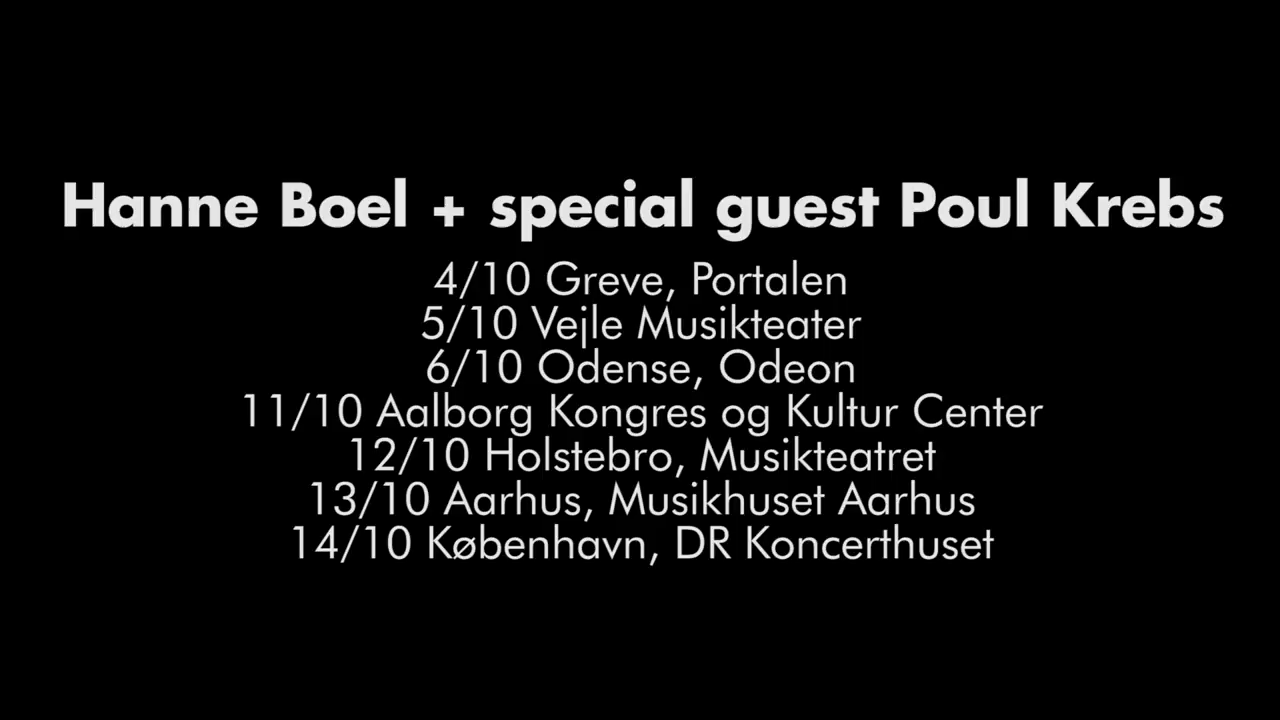 Hanne Boel + special guest Poul Krebs
4/10 Greve, Portalen
5/10 Vejle Musikteater
6/10 Odense, Odeon
11/10 Aalborg Kongres og Kultur Center
12/10 Holstebro, Musikteatret
13/10 Aarhus, Musikhuset Aarhus
14/10 København, DR Koncerthuset